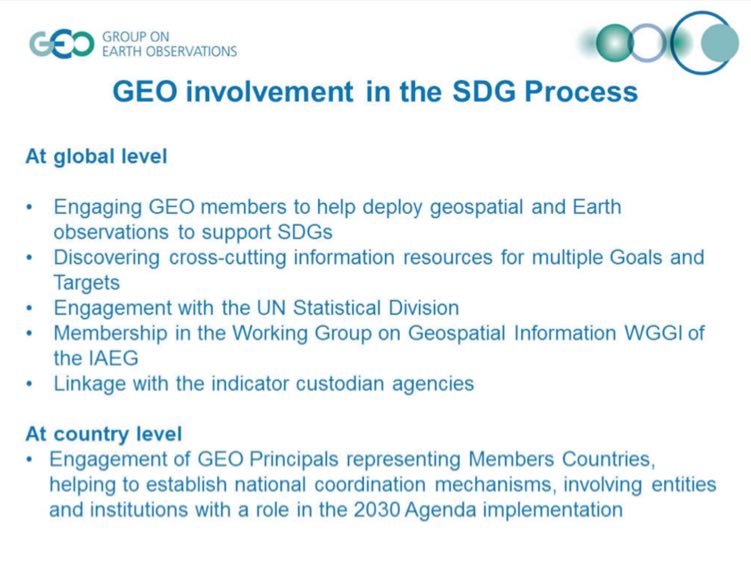 GEO GROUP ON
EARTH OBSERVATIONS
GEO involvement in the SDG Process
At global level
• Engaging GEO members to help deploy geospatial and Earth
observations to support SDGs
• Discovering cross-cutting information resources for multiple Goals and
Targets
• Engagement with the UN Statistical Division
• Membership in the Working Group on Geospatial Information WGGI of
the IAEG
• Linkage with the indicator custodian agencies
At country level
• Engagement of GEO Principals representing Members Countries,
helping to establish national coordination mechanisms, involving entities
and institutions with a role in the 2030 Agenda implementation